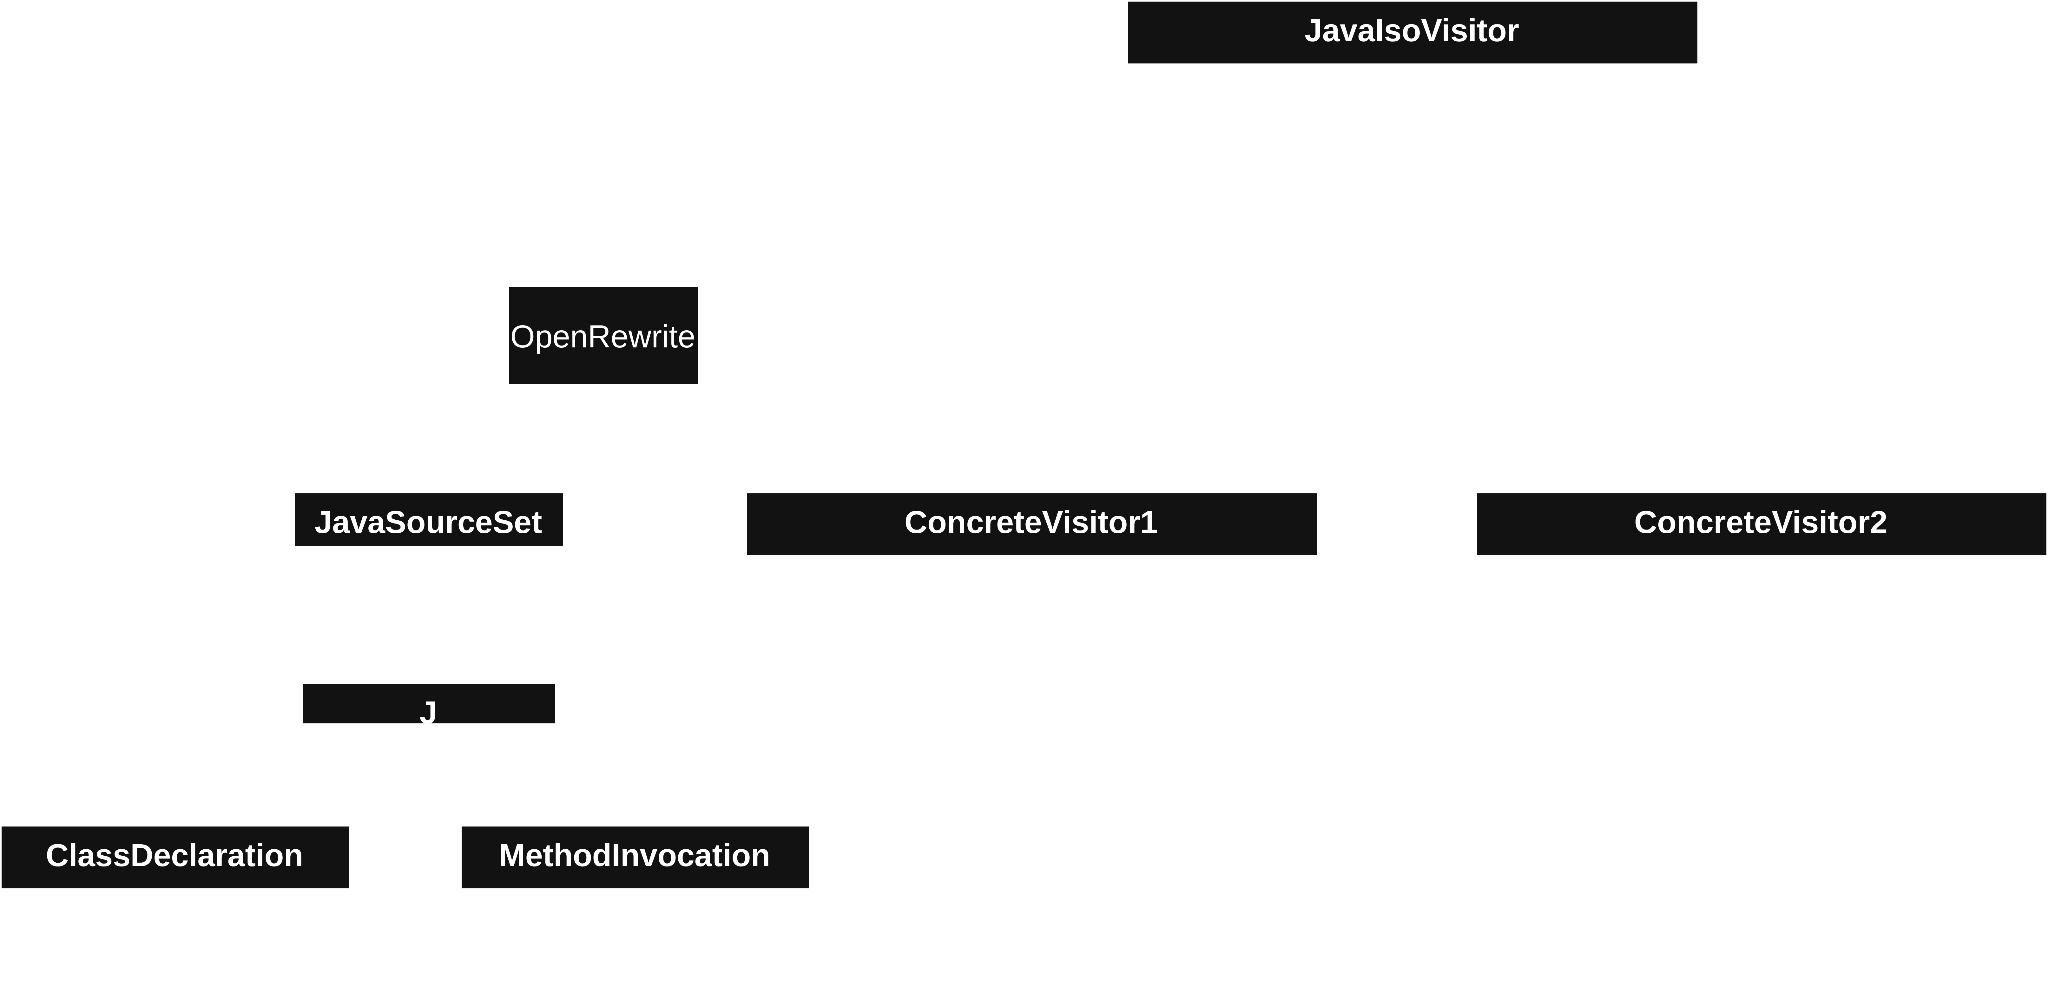 JavaIsoVisitor
OpenRewrite
JavaSourceSet
ConcreteVisitor1
ConcreteVisitor2
J
ClassDeclaration
MethodInvocation